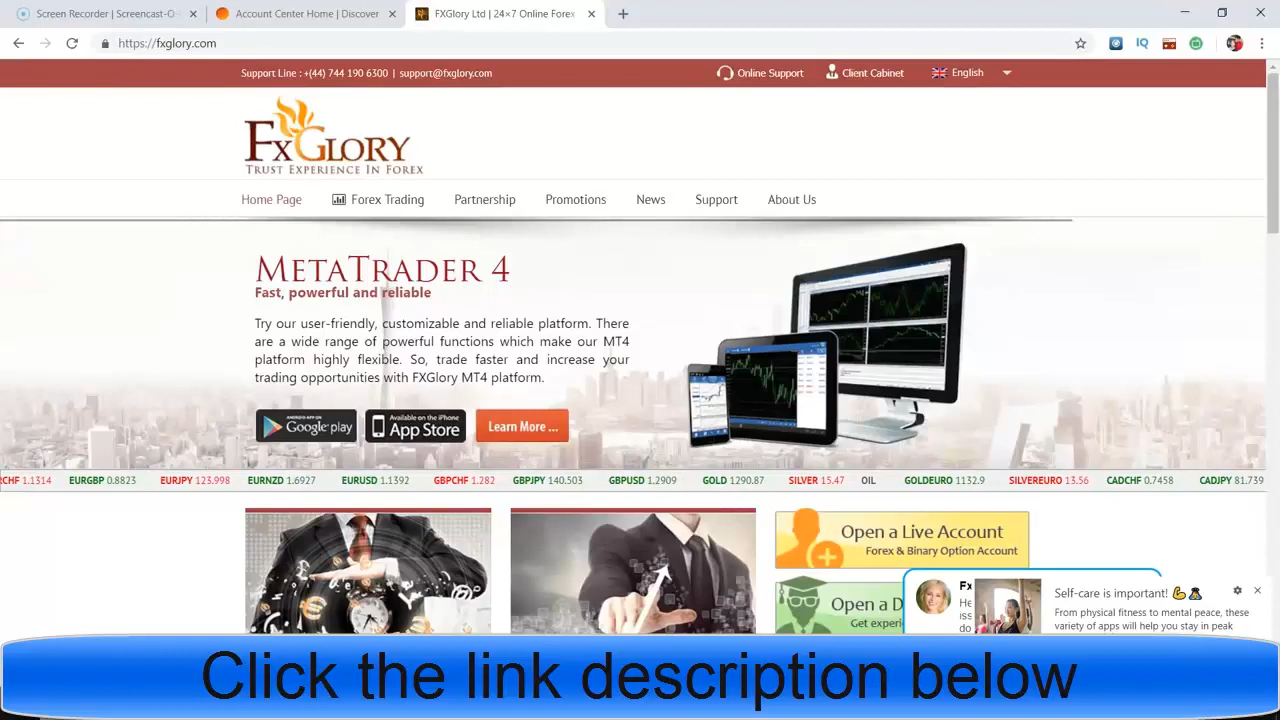 Screen Recorder | Screencast-O-
Account Center Home | Discover
FXGlory Ltd | 24×7 Online Forex
https://fxglory.com
IQ
Support Line : +(44) 744 190 6300 | support@fxglory.com
Online Support
Client Cabinet
English
FxGlory
Trust Experience In Forex
Home Page
Forex Trading
Partnership
Promotions
News
Support
About Us
MetaTrader 4
Fast, powerful and reliable
Try our user-friendly, customizable and reliable platform. There
are a wide range of powerful functions which make our MT4
platform highly flexible. So, trade faster and increase your
trading opportunities with FXGlory MT4 platform.
ANDROID APP ON
Google play
Available on the iPhone
App Store
Learn More ...
CHF 1.1314 EURGBP 0.8823 EURJPY 123.998 EURNZD 1.6927 EURUSD 1.1392 GBPCHF 1.282 GBPJPY 140.503 GBPUSD 1.2909 GOLD 1290.87 SILVER 15.47 OIL GOLDEURO 1132.9 SILVEREURO 13.56 CADCHF 0.7458 CADJPY 81.739
Open a Live Account
Forex & Binary Option Account
Open a D
Get experi
Fx
He
iss
do
Self-care is important! 💪
From physical fitness to mental peace, these
variety of apps will help you stay in peak
Click the link description below